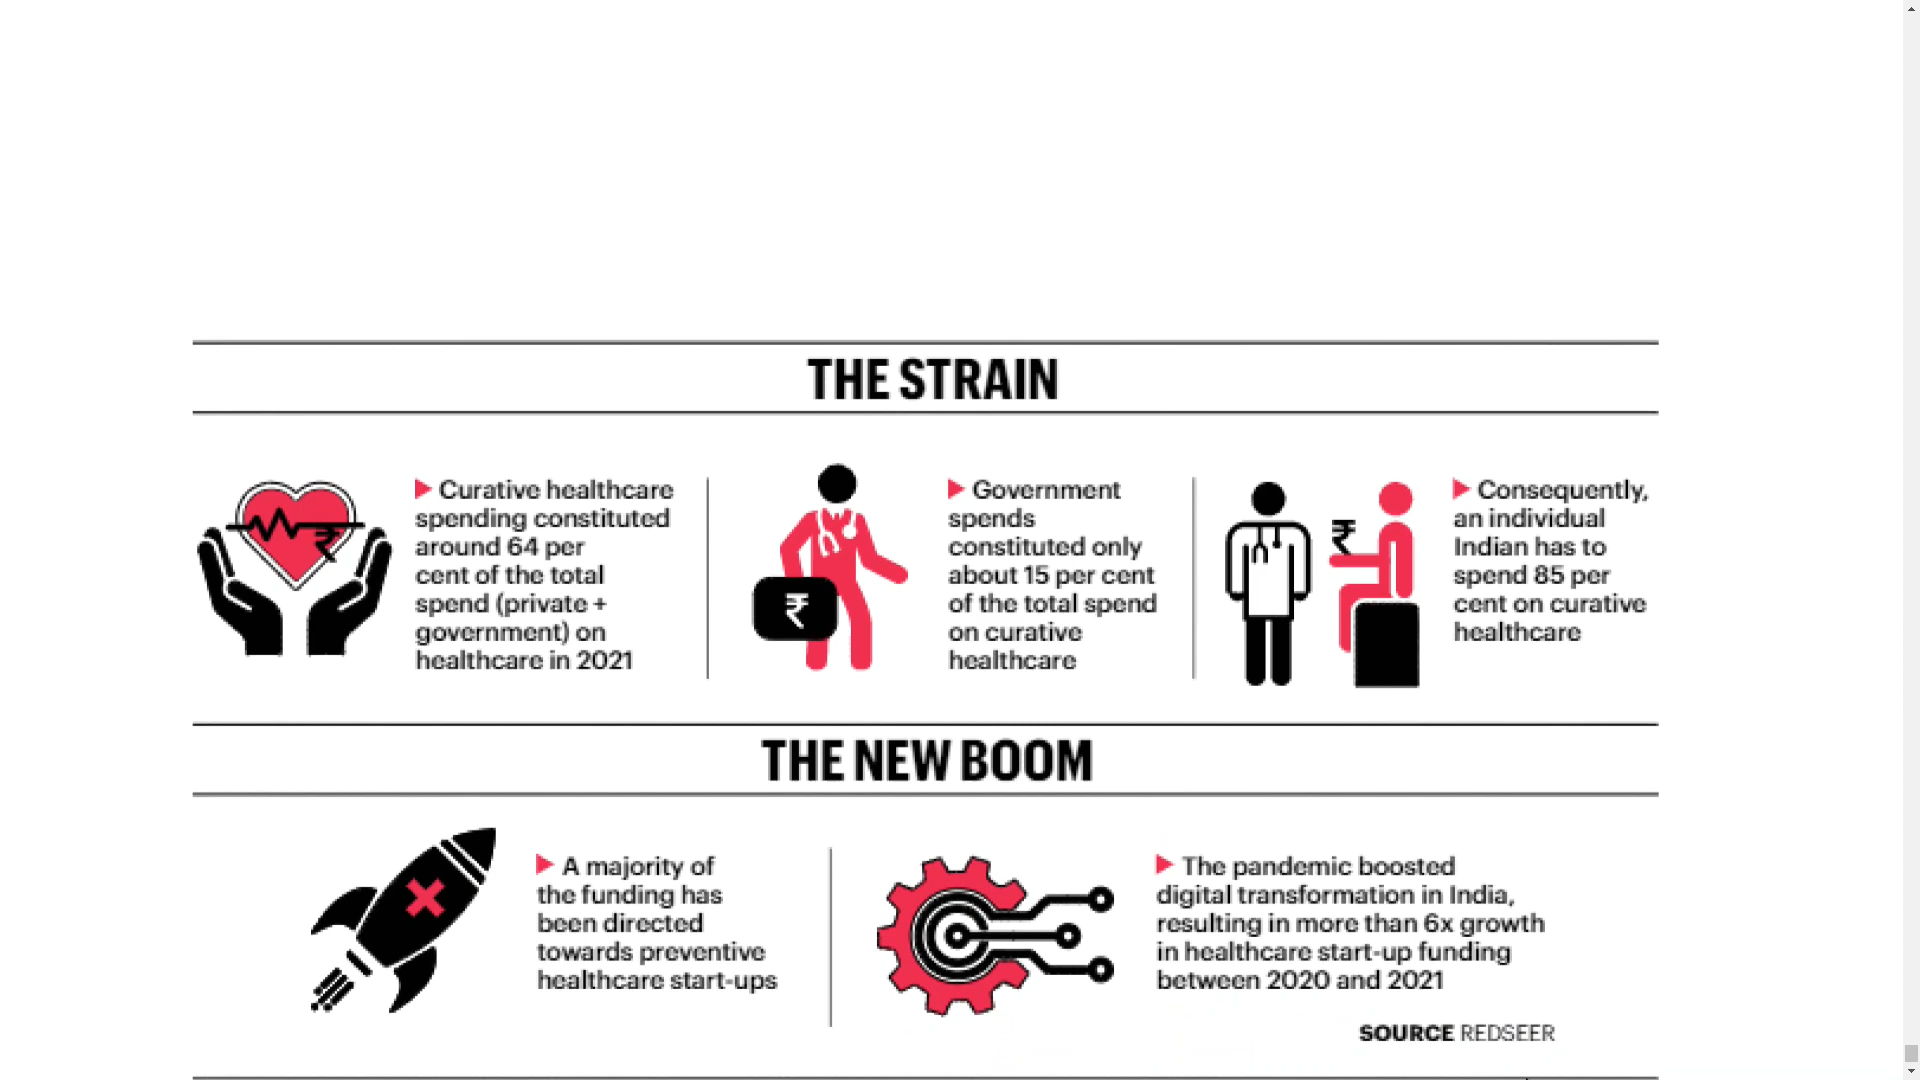 THE STRAIN
▶ Curative healthcare
spending constituted
around 64 per
cent of the total
spend (private +
government) on
healthcare in 2021
▶ Government
spends
constituted only
about 15 per cent
of the total spend
on curative
healthcare
▶ Consequently,
an individual
Indian has to
spend 85 per
cent on curative
healthcare
₹
₹
₹
THE NEW BOOM
▶ A majority of
the funding has
been directed
towards preventive
healthcare start-ups
▶ The pandemic boosted
digital transformation in India,
resulting in more than 6x growth
in healthcare start-up funding
between 2020 and 2021
SOURCE REDSEER